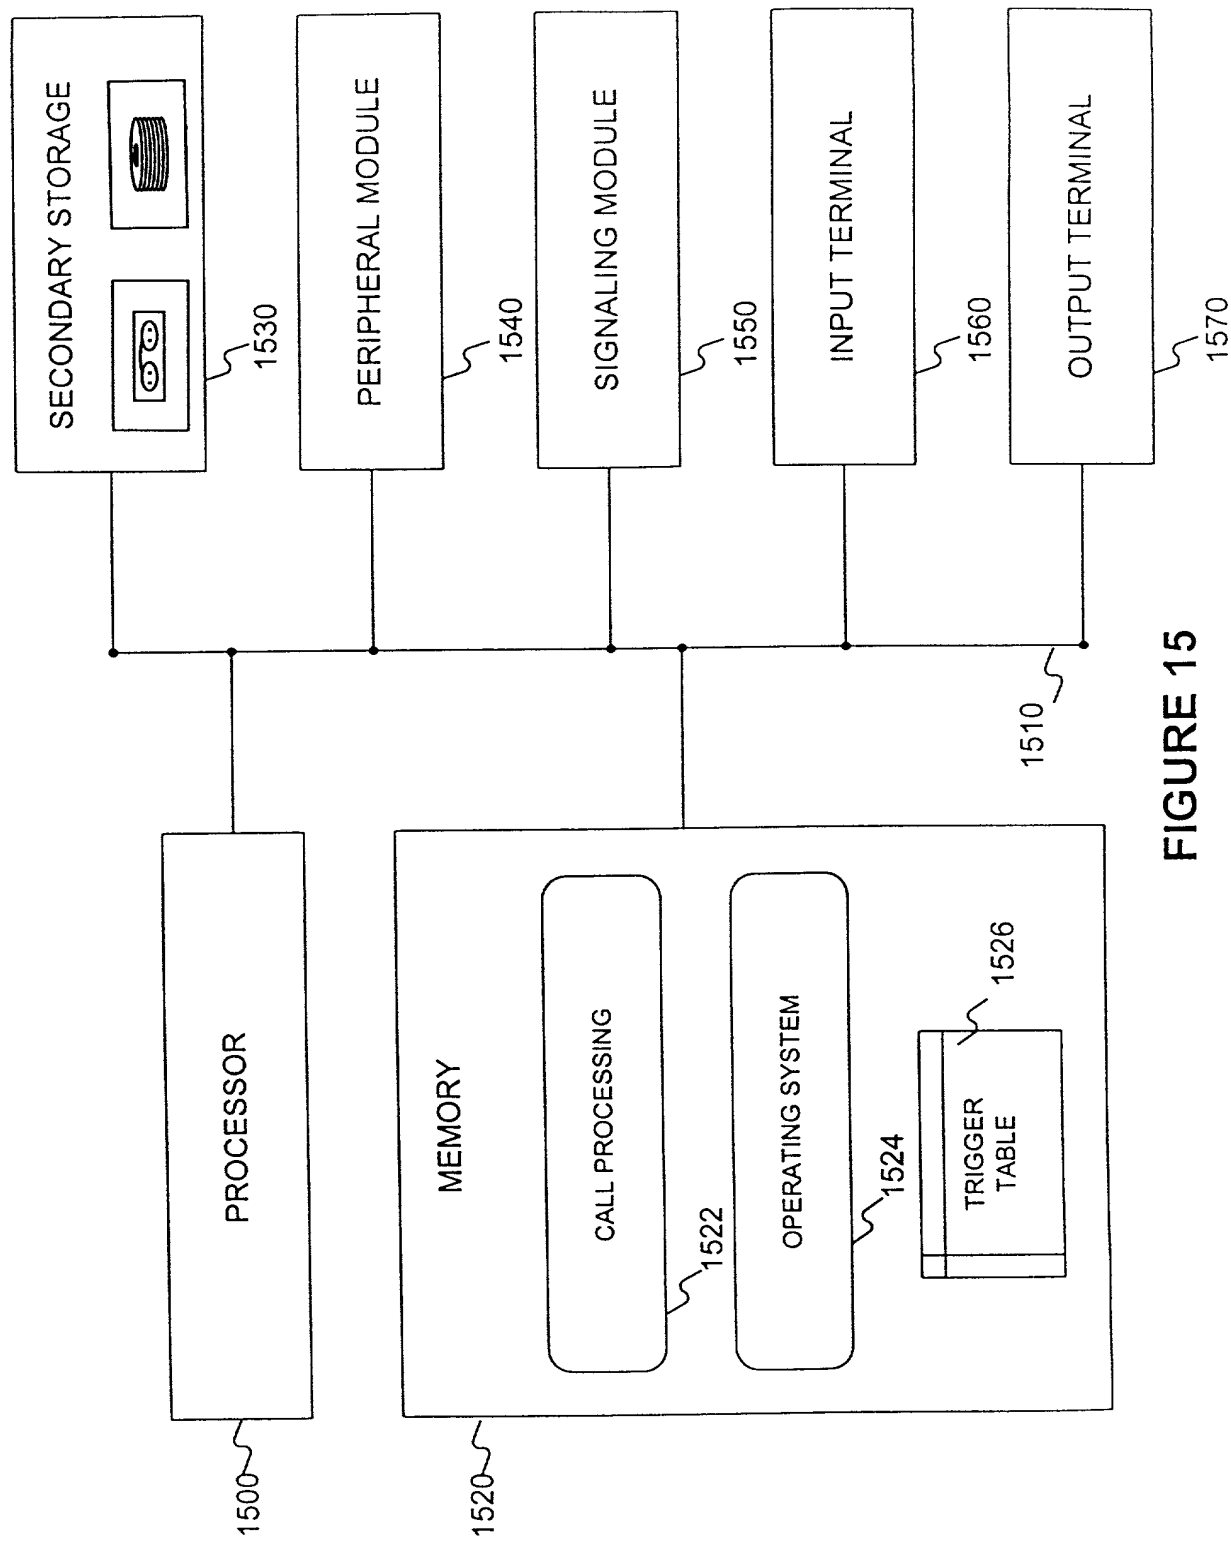 SECONDARY STORAGE
1530
PERIPHERAL MODULE
1540
SIGNALING MODULE
1550
INPUT TERMINAL
1560
OUTPUT TERMINAL
1570
1510
PROCESSOR
1500
MEMORY
1520
CALL PROCESSING
1522
OPERATING SYSTEM
1524
TRIGGER
TABLE
1526
FIGURE 15